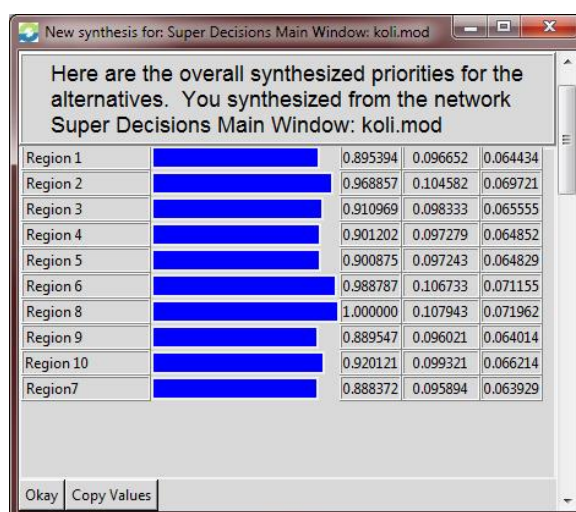 New synthesis for: Super Decisions Main Window: koli.mod
Here are the overall synthesized priorities for the
alternatives. You synthesized from the network
Super Decisions Main Window: koli.mod
Region 1 0.895394 0.096652 0.064434
Region 2 0.968857 0.104582 0.069721
Region 3 0.910969 0.098333 0.065555
Region 4 0.901202 0.097279 0.064852
Region 5 0.900875 0.097243 0.064829
Region 6 0.988787 0.106733 0.071155
Region 8 1.000000 0.107943 0.071962
Region 9 0.889547 0.096021 0.064014
Region 10 0.920121 0.099321 0.066214
Region7 0.888372 0.095894 0.063929
Okay Copy Values